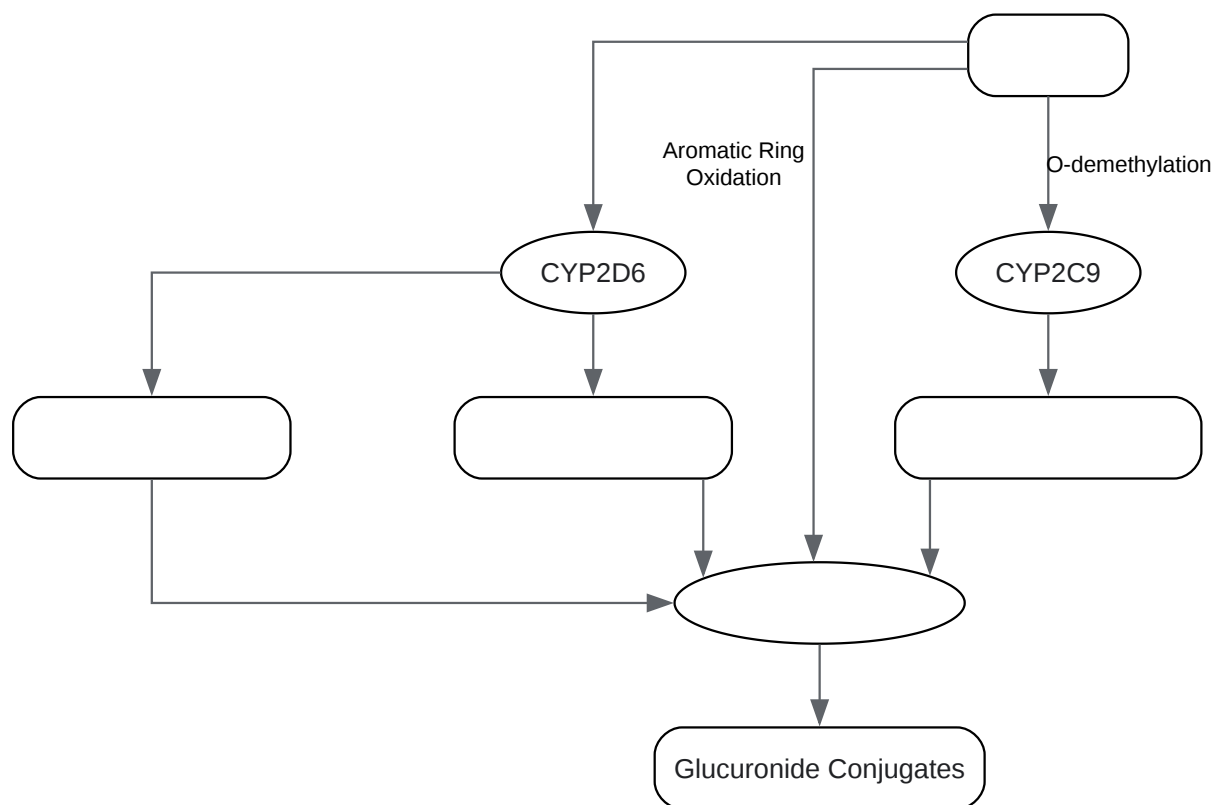 Aromatic Ring
Oxidation
O-demethylation
CYP2D6
CYP2C9
Glucuronide Conjugates